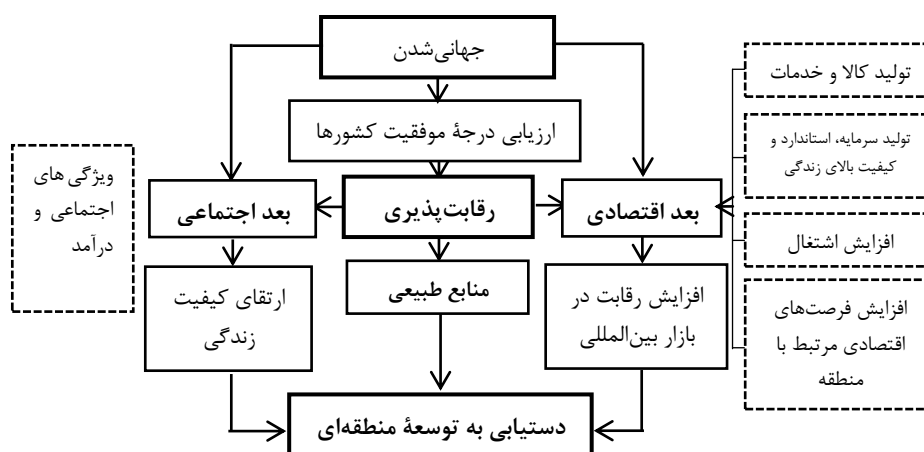 جهانی‌شدن
تولید کالا و خدمات
ارزیابی درجهٔ موفقیت کشورها
تولید سرمایه، استاندارد و
کیفیت بالای زندگی
بعد اقتصادی
رقابت‌پذیری
بعد اجتماعی
ویژگی های
اجتماعی و
درآمد
افزایش اشتغال
افزایش رقابت در
بازار بین‌المللی
منابع طبیعی
ارتقای کیفیت
زندگی
افزایش فرصت‌های
اقتصادی مرتبط با
منطقه
دستیابی به توسعهٔ منطقه‌ای